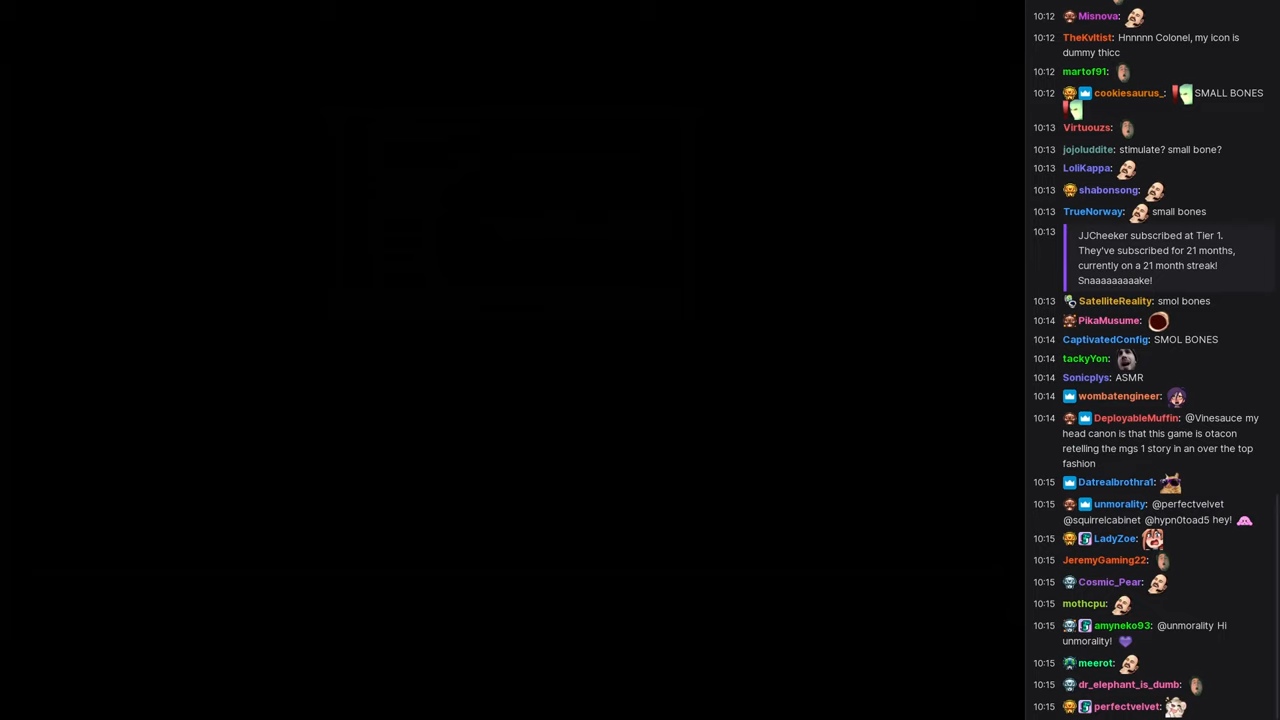 10:12 Misnova:
10:12 TheKvltist: Hnnnnn Colonel, my icon is
dummy thicc
10:12 martof91:
10:12 cookiesaurus_: SMALL BONES
10:13 Virtuouzs:
10:13 jojoluddite: stimulate? small bone?
10:13 LoliKappa:
10:13 shabonsong:
10:13 TrueNorway: small bones
10:13 JJCheeker subscribed at Tier 1.
They've subscribed for 21 months,
currently on a 21 month streak!
Snaaaaaaaake!
10:13 SatelliteReality: smol bones
10:14 PikaMusume:
10:14 CaptivatedConfig: SMOL BONES
10:14 tackyYon:
10:14 Sonicplys: ASMR
10:14 wombatengineer:
10:14 DeployableMuffin: @Vinesauce my
head canon is that this game is otacon
retelling the mgs 1 story in an over the top
fashion
10:15 Datrealbrothra1:
10:15 unmorality: @perfectvelvet
@squirrelcabinet @hypn0toad5 hey!
10:15 LadyZoe:
10:15 JeremyGaming22:
10:15 Cosmic_Pear:
10:15 mothcpu:
10:15 amyneko93: @unmorality Hi
unmorality!
10:15 meerot:
10:15 dr_elephant_is_dumb:
10:15 perfectvelvet: